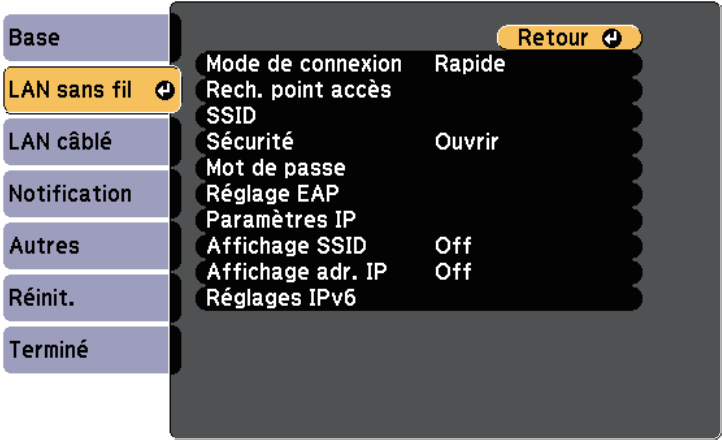 Base
LAN sans fil
LAN câblé
Notification
Autres
Réinit.
Terminé
Retour
Mode de connexion Rapide
Rech. point accès
SSID
Sécurité Ouvrir
Mot de passe
Réglage EAP
Paramètres IP
Affichage SSID Off
Affichage adr. IP Off
Réglages IPv6